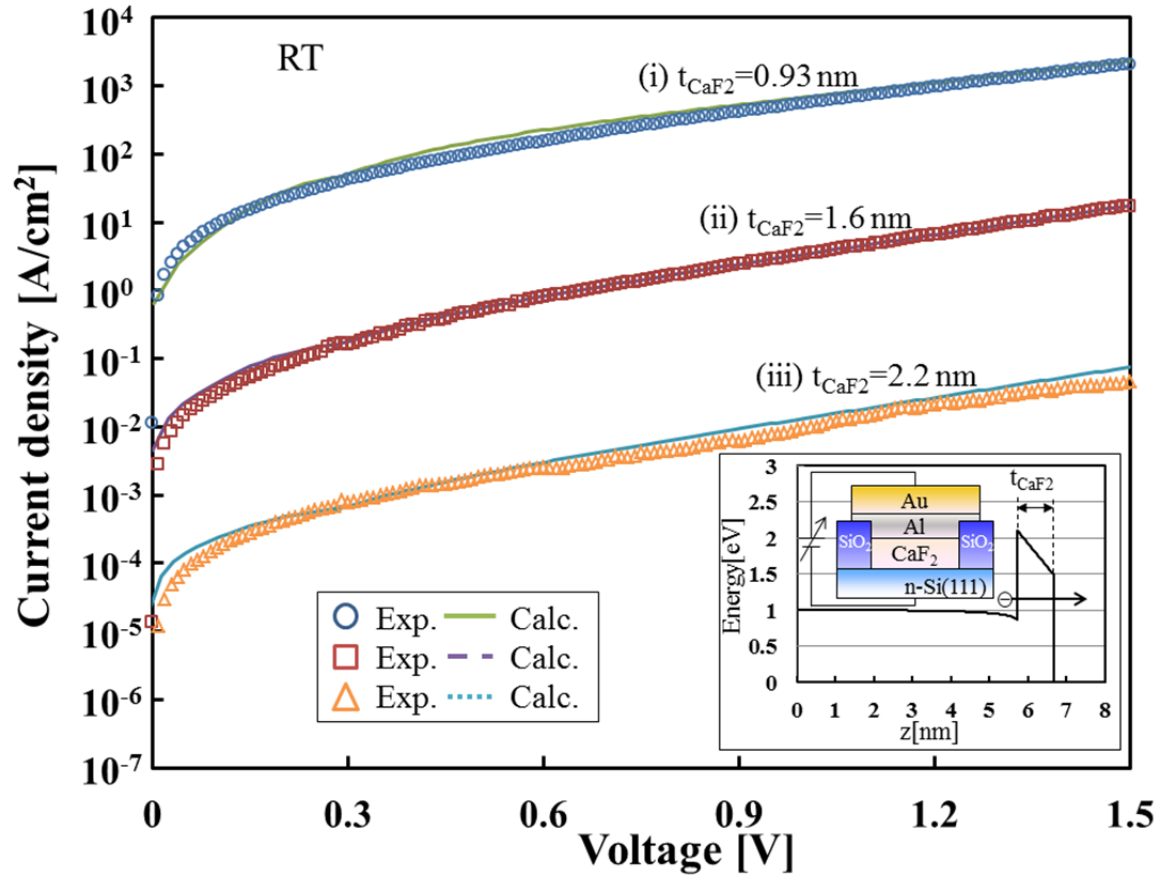 Current density [A/cm²]
10⁴
10³
10²
10¹
10⁰
10⁻¹
10⁻²
10⁻³
10⁻⁴
10⁻⁵
10⁻⁶
10⁻⁷
RT
(i) t_CaF2=0.93 nm
(ii) t_CaF2=1.6 nm
(iii) t_CaF2=2.2 nm
Exp. Calc.
Exp. Calc.
Exp. Calc.
Energy[eV]
3
2.5
2
1.5
1
0.5
0
t_CaF2
Au
Al
SiO₂ CaF₂ SiO₂
n-Si(111)
0 1 2 3 4 5 6 7 8
z[nm]
0 0.3 0.6 0.9 1.2 1.5
Voltage [V]